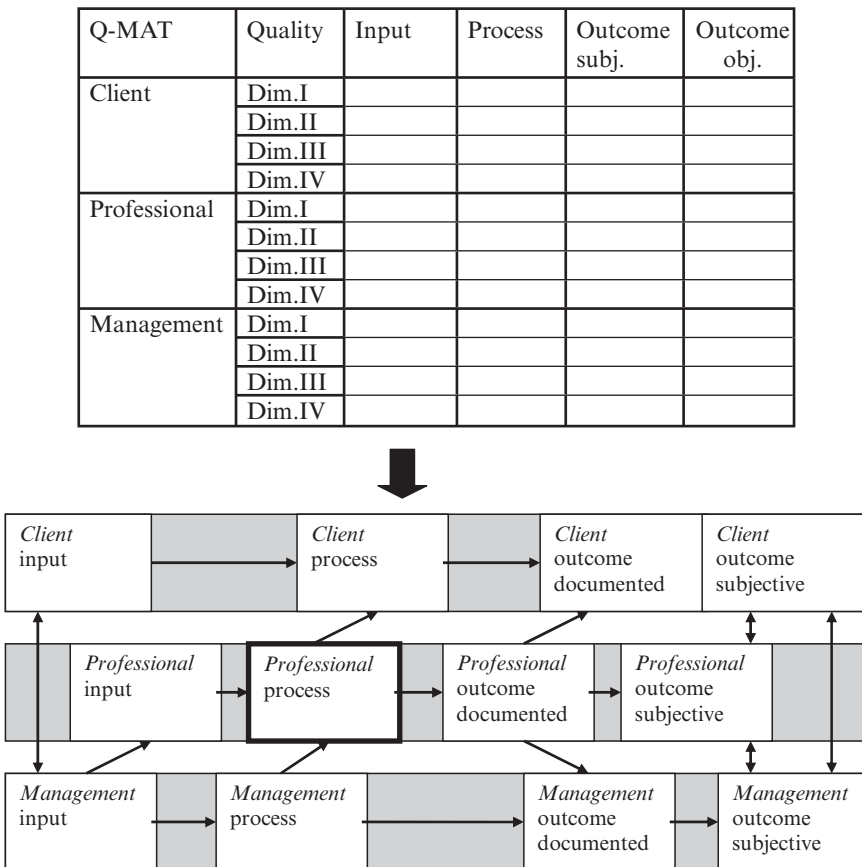 Q-MAT Quality Input Process Outcome Outcome
subj. obj.
Client Dim.I
Dim.II
Dim.III
Dim.IV
Professional Dim.I
Dim.II
Dim.III
Dim.IV
Management Dim.I
Dim.II
Dim.III
Dim.IV
Client
input
Client
process
Client
outcome
documented
Client
outcome
subjective
Professional
input
Professional
process
Professional
outcome
documented
Professional
outcome
subjective
Management
input
Management
process
Management
outcome
documented
Management
outcome
subjective